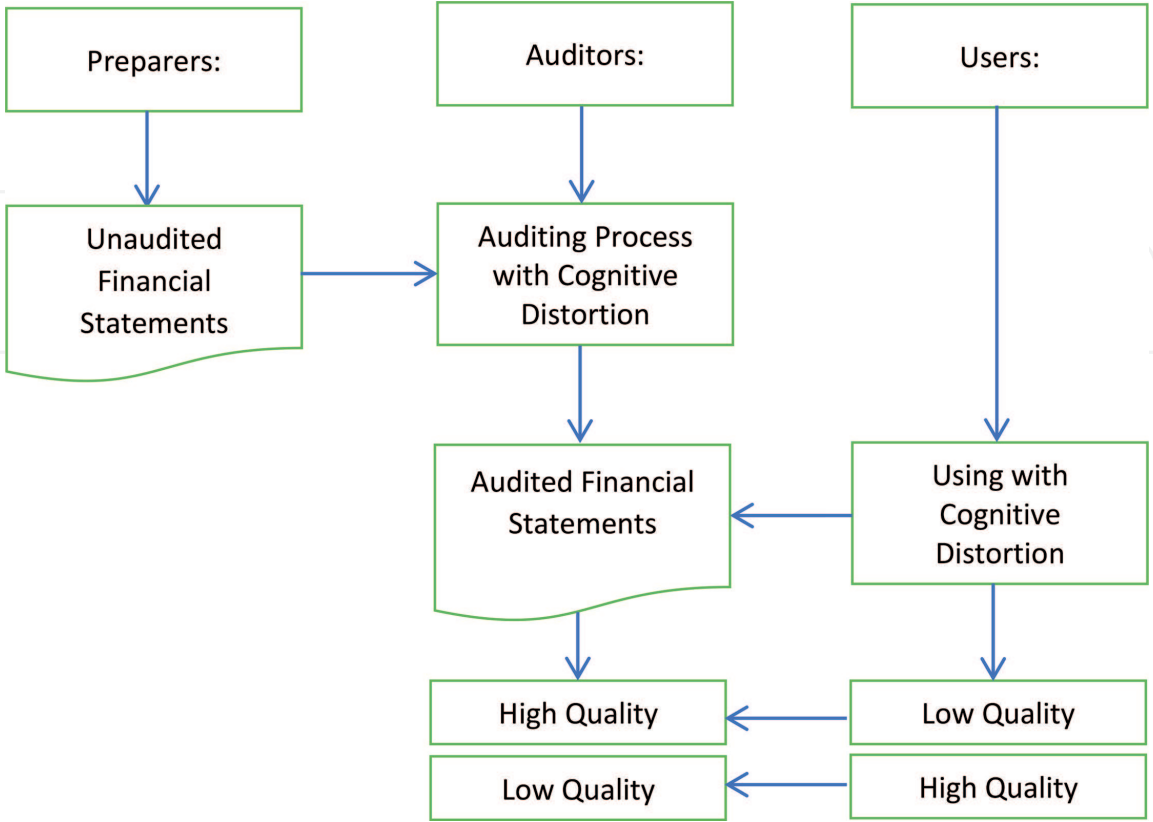 Preparers:
Auditors:
Users:
Unaudited
Financial
Statements
Auditing Process
with Cognitive
Distortion
Audited Financial
Statements
Using with
Cognitive
Distortion
High Quality
Low Quality
Low Quality
High Quality